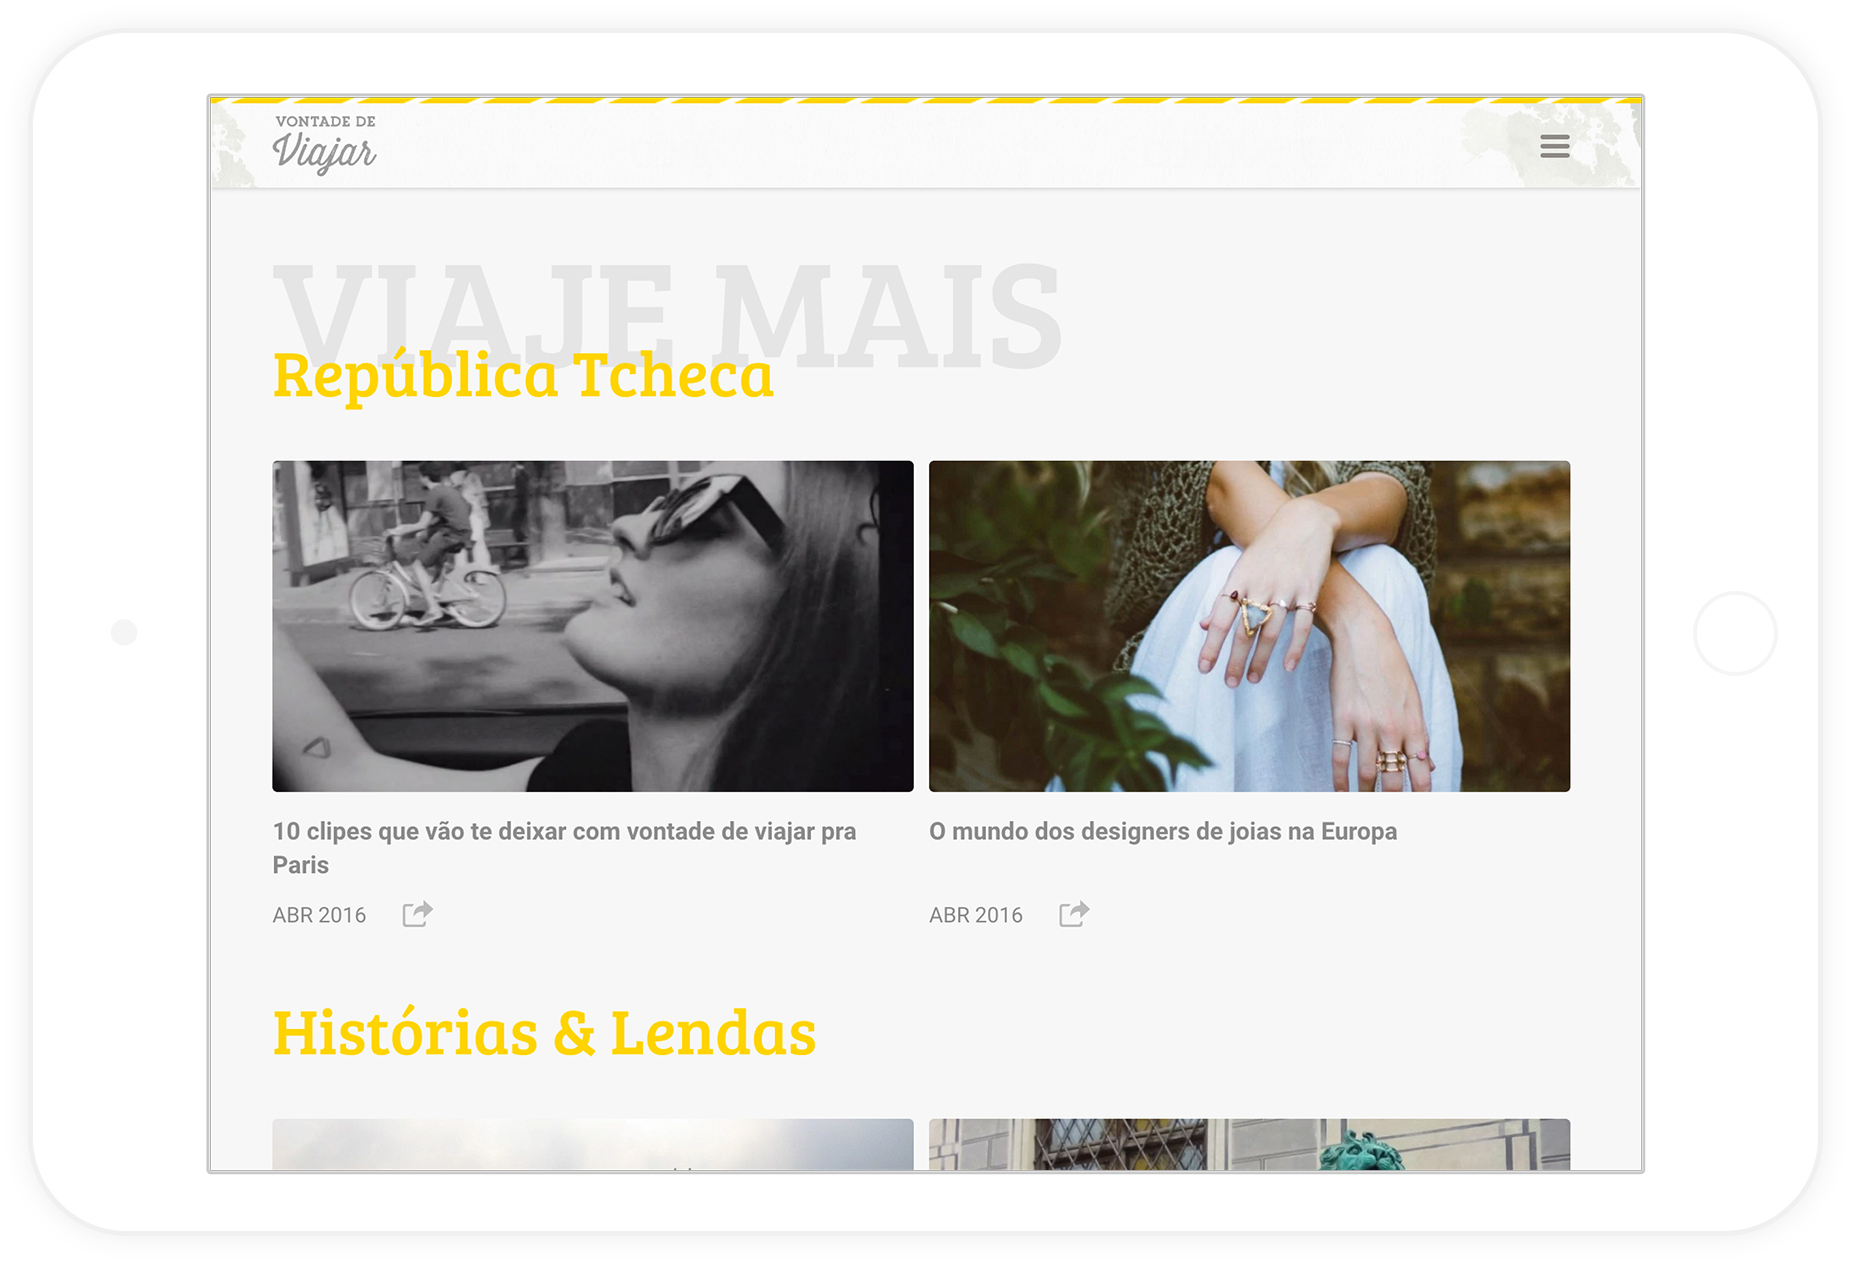 VONTADE DE
Viajar
VIAJE MAIS
República Tcheca
10 clipes que vão te deixar com vontade de viajar pra
Paris
ABR 2016
O mundo dos designers de joias na Europa
ABR 2016
Histórias & Lendas